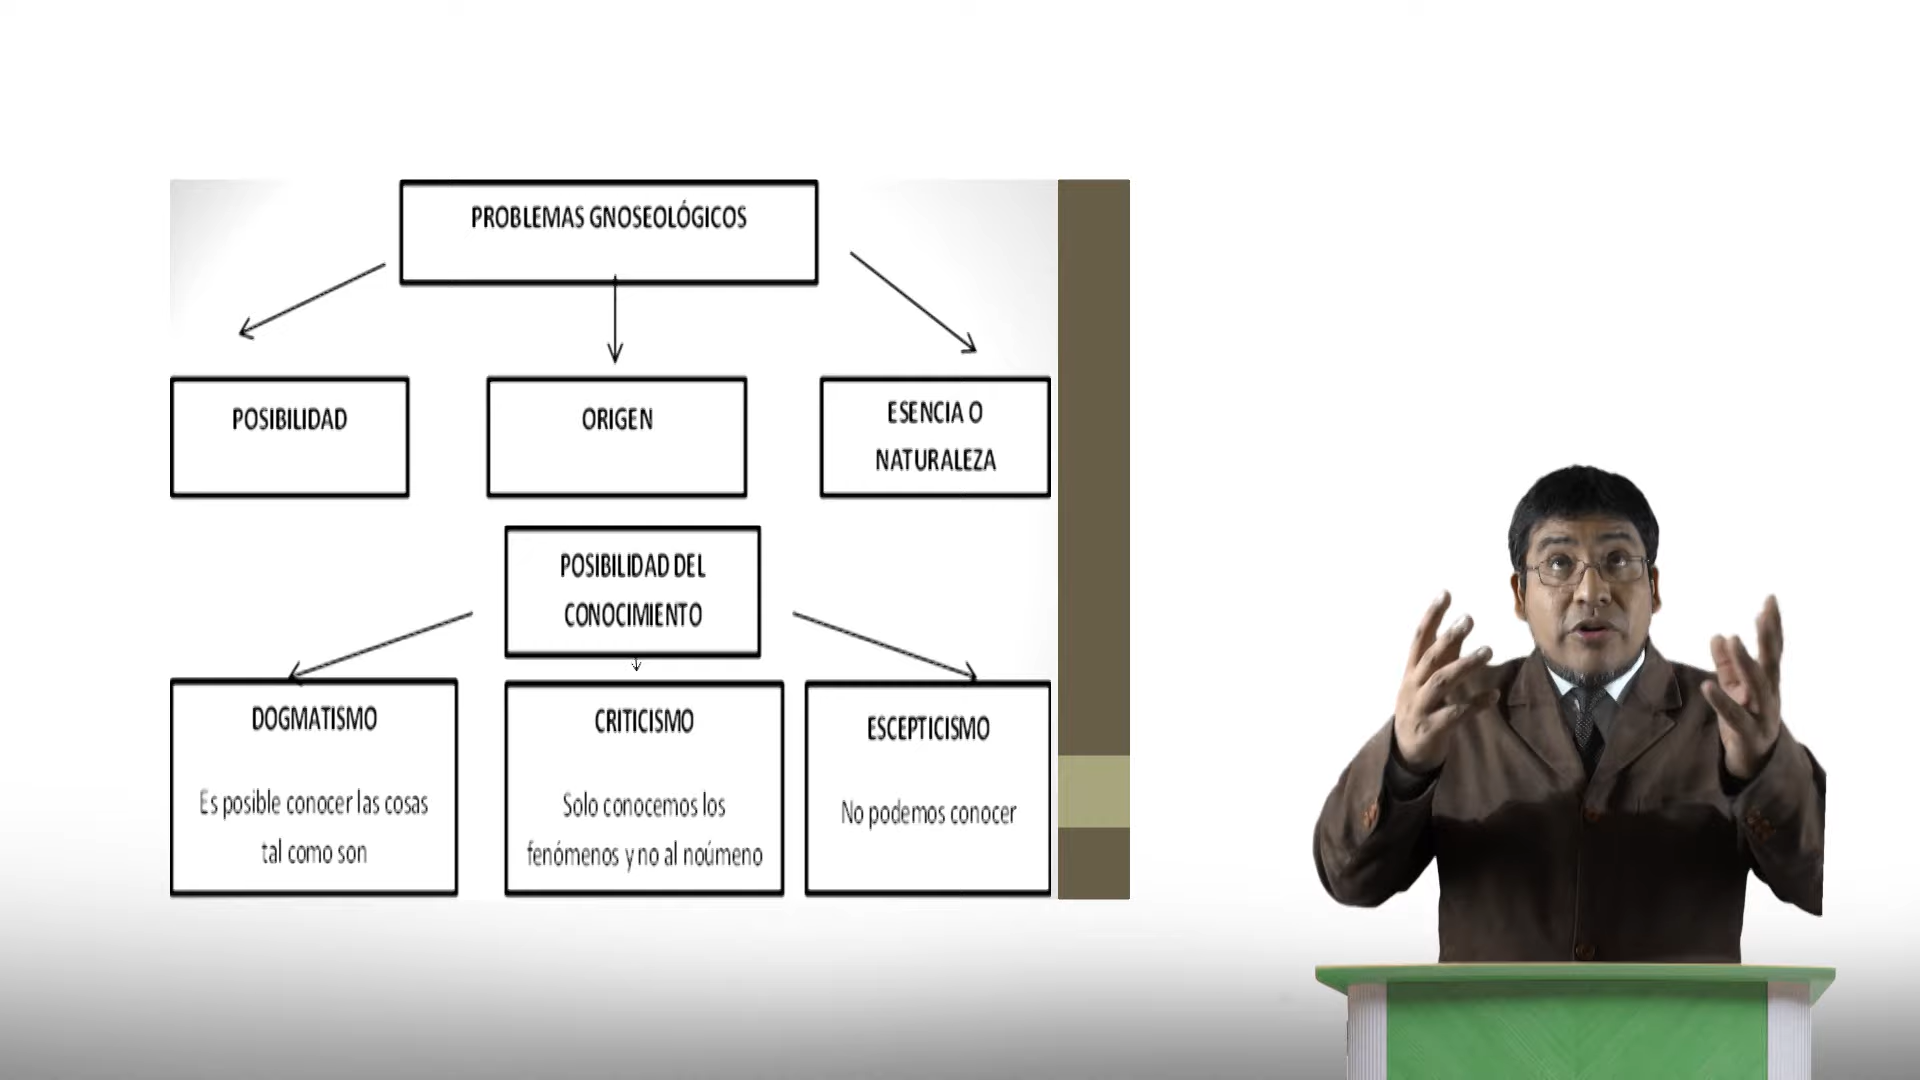 PROBLEMAS GNOSEOLÓGICOS
POSIBILIDAD
ORIGEN
ESENCIA O
NATURALEZA
POSIBILIDAD DEL
CONOCIMIENTO
DOGMATISMO
Es posible conocer las cosas
tal como son
CRITICISMO
Solo conocemos los
fenómenos y no al noúmeno
ESCEPTICISMO
No podemos conocer